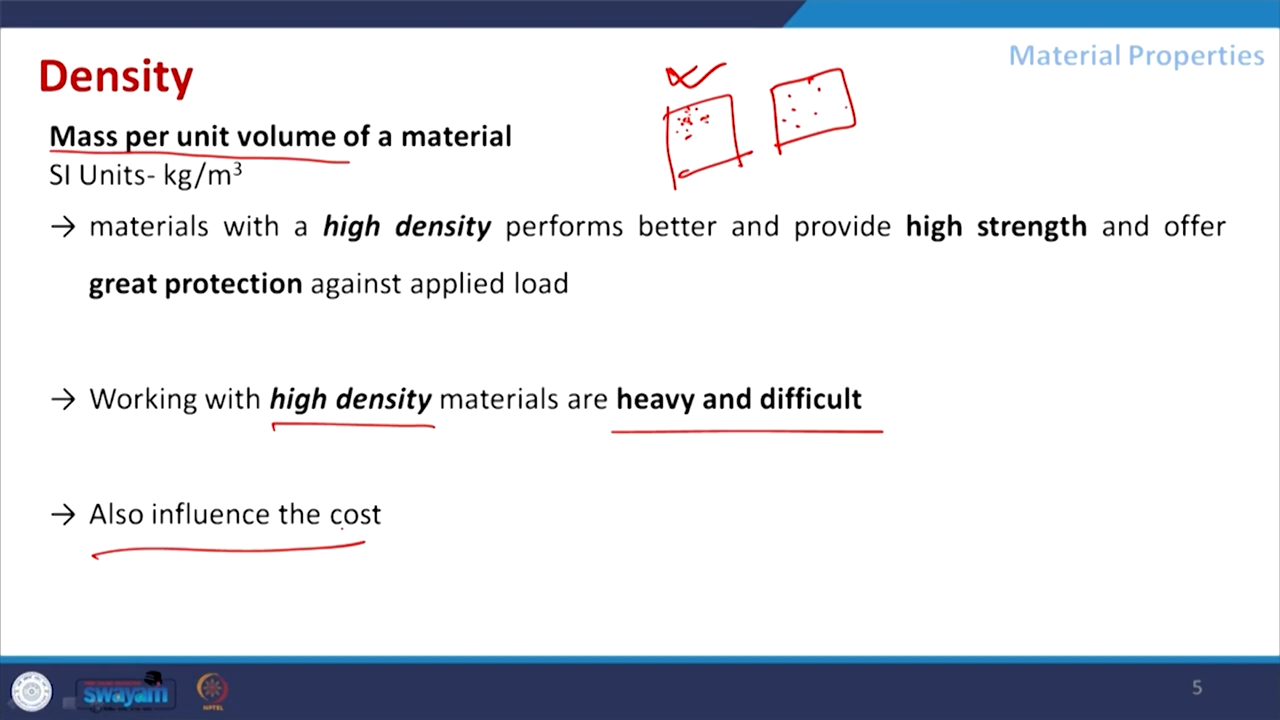 Material Properties
Density
Mass per unit volume of a material
SI Units- kg/m³
→ materials with a high density performs better and provide high strength and offer
great protection against applied load
→ Working with high density materials are heavy and difficult
→ Also influence the cost
swayam
NPTEL
5